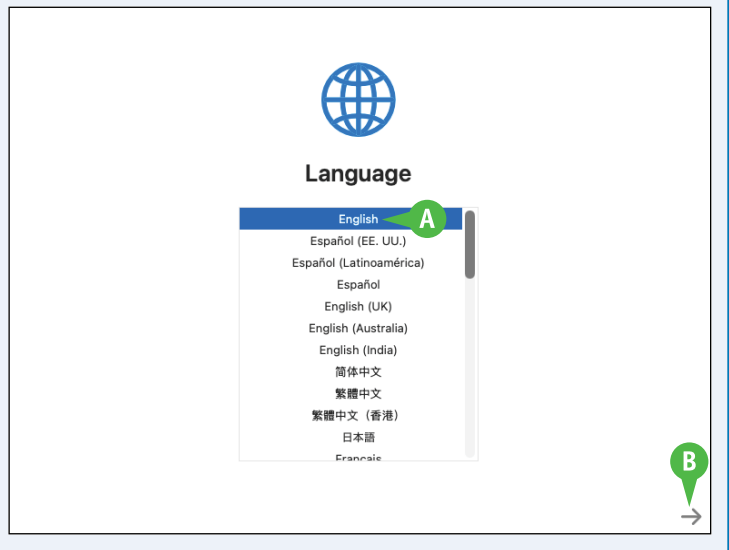 Language
English
A
Español (EE. UU.)
Español (Latinoamérica)
Español
English (UK)
English (Australia)
English (India)
简体中文
繁體中文
繁體中文（香港）
日本語
Français
B